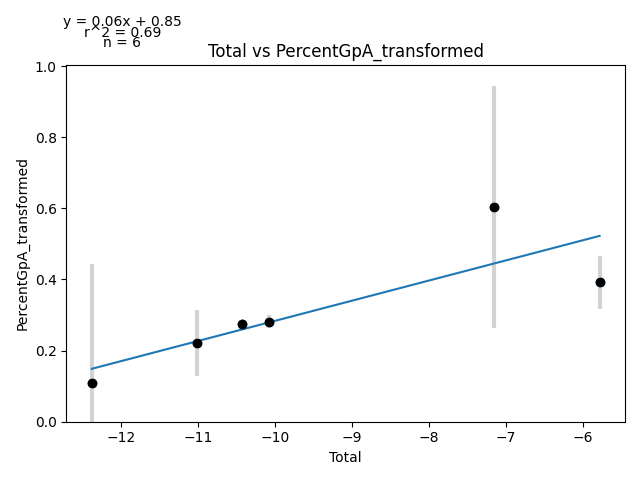 y = 0.06x + 0.85
r^2 = 0.69
n = 6
Total vs PercentGpA_transformed
1.0
0.8
0.6
0.4
0.2
0.0
PercentGpA_transformed
−12
−11
−10
−9
−8
−7
−6
Total